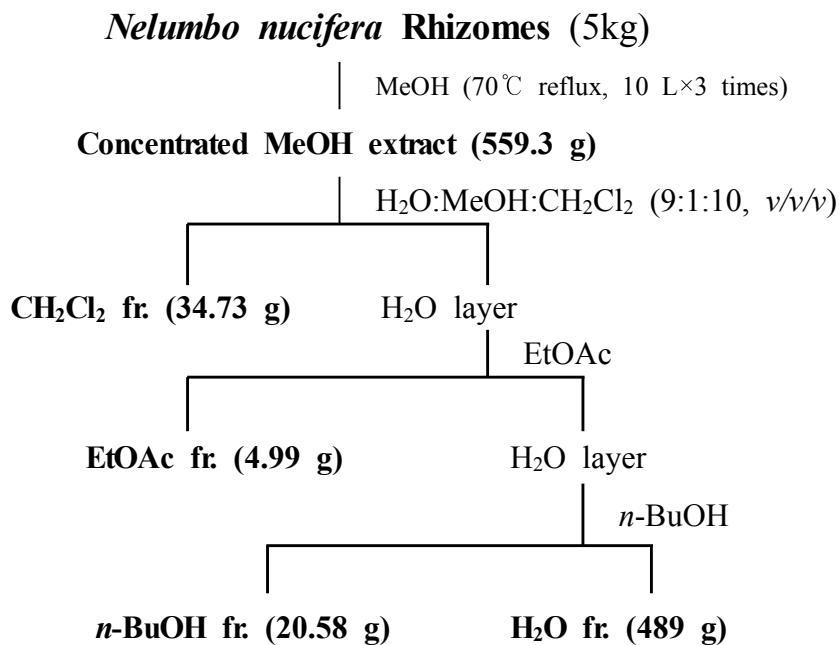 Nelumbo nucifera Rhizomes (5kg)
MeOH (70℃ reflux, 10 L×3 times)
Concentrated MeOH extract (559.3 g)
H₂O:MeOH:CH₂Cl₂ (9:1:10, v/v/v)
CH₂Cl₂ fr. (34.73 g) H₂O layer
EtOAc
EtOAc fr. (4.99 g) H₂O layer
n-BuOH
n-BuOH fr. (20.58 g) H₂O fr. (489 g)